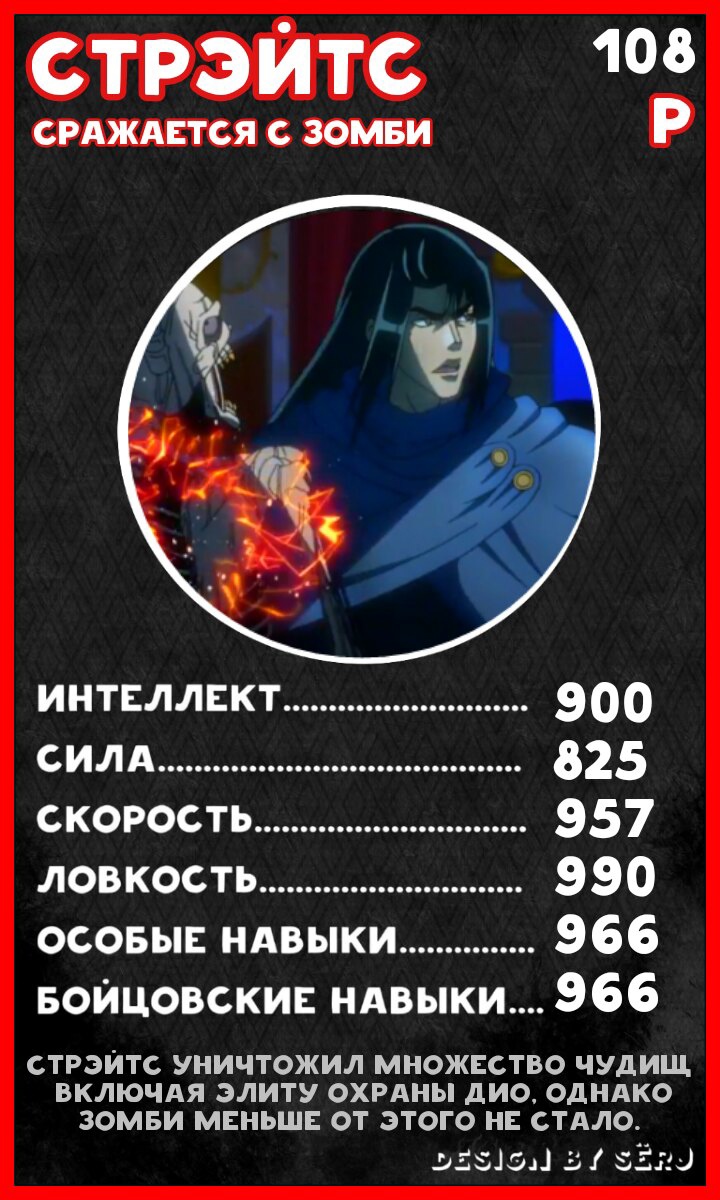 СТРЭЙТС
108
СРАЖАЕТСЯ С ЗОМБИ
Р
ИНТЕЛЛЕКТ........................... 900
СИЛА........................................ 825
СКОРОСТЬ.............................. 957
ЛОВКОСТЬ............................. 990
ОСОБЫЕ НАВЫКИ............... 966
БОЙЦОВСКИЕ НАВЫКИ.... 966
СТРЭЙТС УНИЧТОЖИЛ МНОЖЕСТВО ЧУДИЩ
ВКЛЮЧАЯ ЭЛИТУ ОХРАНЫ ДИО, ОДНАКО
ЗОМБИ МЕНЬШЕ ОТ ЭТОГО НЕ СТАЛО.
DESIGN BY SЁRJ